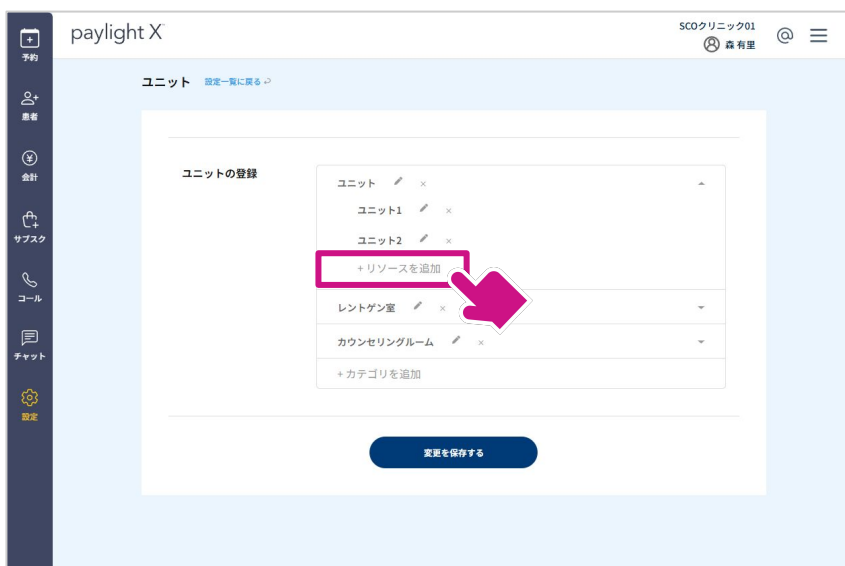 paylight X
SCOクリニック01
森 有里
予約
患者
会計
サブスク
コール
チャット
設定
ユニット 設定一覧に戻る
ユニットの登録
ユニット
ユニット1
ユニット2
+ リソースを追加
レントゲン室
カウンセリングルーム
+ カテゴリを追加
変更を保存する